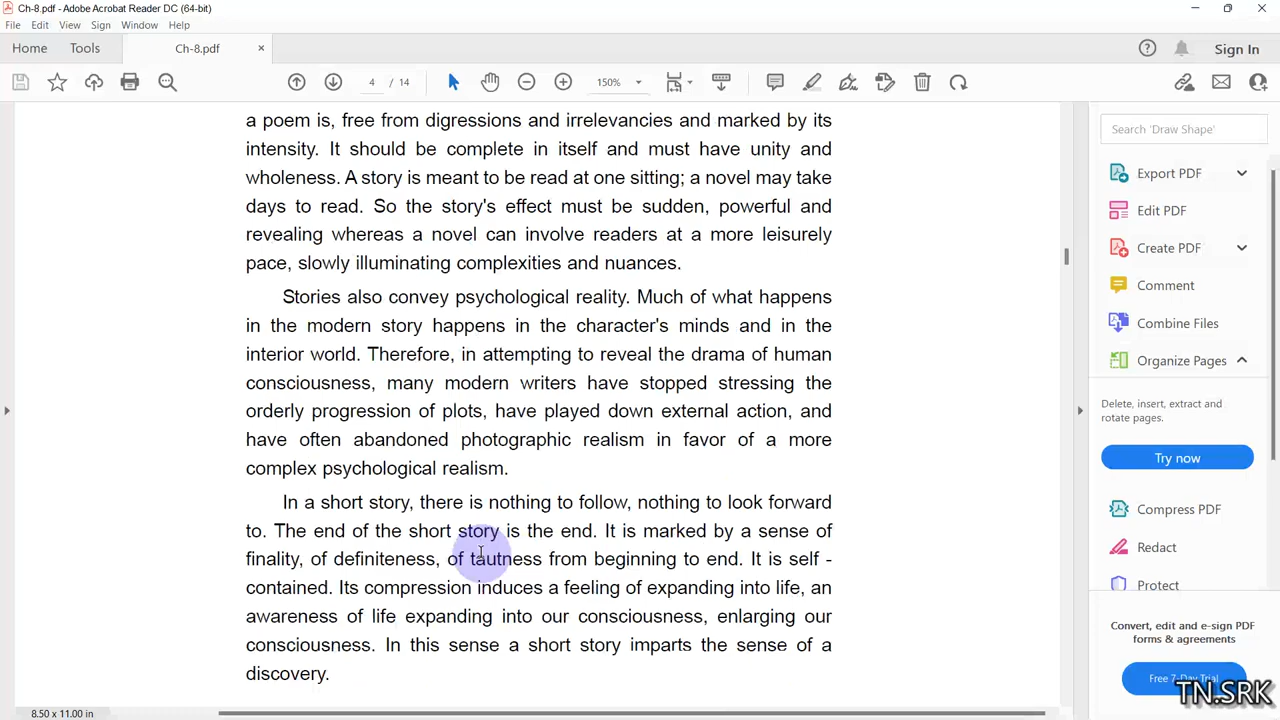 Ch-8.pdf - Adobe Acrobat Reader DC (64-bit)
File Edit View Sign Window Help
Home Tools Ch-8.pdf × Sign In
4 / 14 150%
a poem is, free from digressions and irrelevancies and marked by its
intensity. It should be complete in itself and must have unity and
wholeness. A story is meant to be read at one sitting; a novel may take
days to read. So the story's effect must be sudden, powerful and
revealing whereas a novel can involve readers at a more leisurely
pace, slowly illuminating complexities and nuances.
Stories also convey psychological reality. Much of what happens
in the modern story happens in the character's minds and in the
interior world. Therefore, in attempting to reveal the drama of human
consciousness, many modern writers have stopped stressing the
orderly progression of plots, have played down external action, and
have often abandoned photographic realism in favor of a more
complex psychological realism.
In a short story, there is nothing to follow, nothing to look forward
to. The end of the short story is the end. It is marked by a sense of
finality, of definiteness, of tautness from beginning to end. It is self -
contained. Its compression induces a feeling of expanding into life, an
awareness of life expanding into our consciousness, enlarging our
consciousness. In this sense a short story imparts the sense of a
discovery.
8.50 x 11.00 in
Search 'Draw Shape'
Export PDF
Edit PDF
Create PDF
Comment
Combine Files
Organize Pages
Delete, insert, extract and
rotate pages.
Try now
Compress PDF
Redact
Protect
Convert, edit and e-sign PDF
forms & agreements
Free 7-Day Trial
TN.SRK